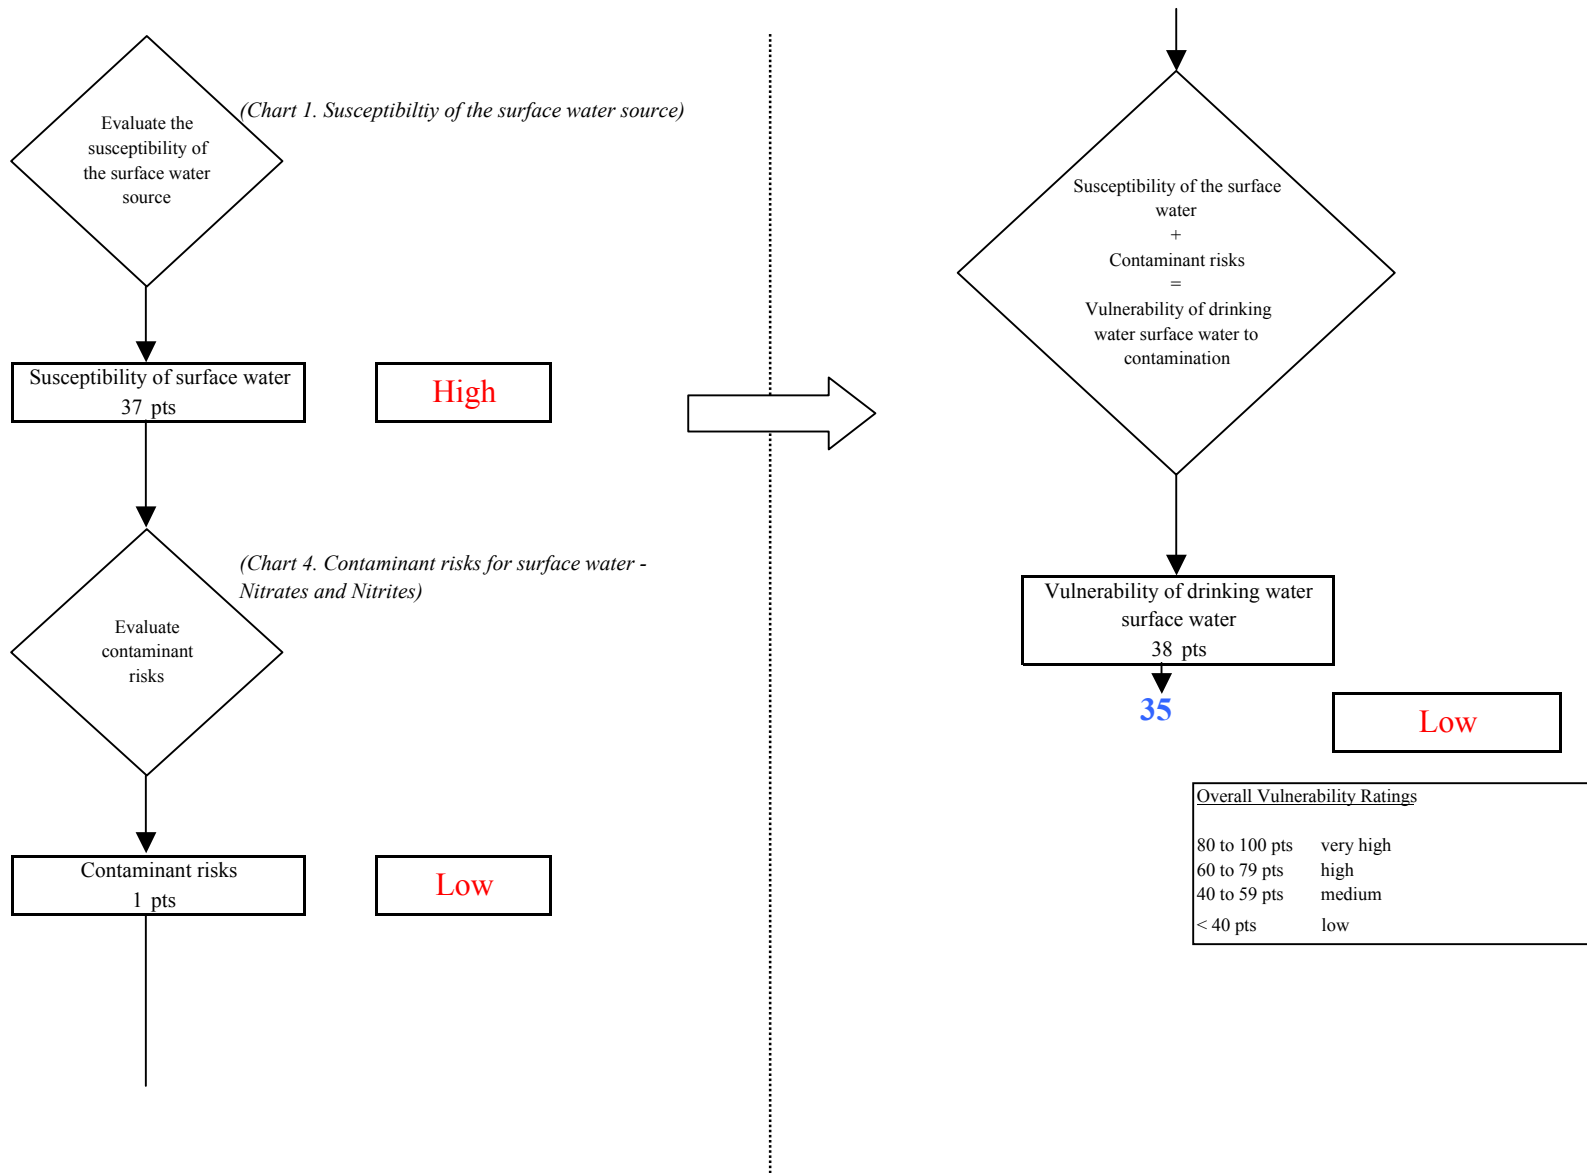 Evaluate the
susceptibility of
the surface water
source
(Chart 1. Susceptibiltiy of the surface water source)
Susceptibility of surface water
37 pts
High
(Chart 4. Contaminant risks for surface water -
Nitrates and Nitrites)
Evaluate
contaminant
risks
Contaminant risks
1 pts
Low
Susceptibility of the surface
water
+
Contaminant risks
=
Vulnerability of drinking
water surface water to
contamination
Vulnerability of drinking water
surface water
38 pts
35
Low
Overall Vulnerability Ratings
80 to 100 pts very high
60 to 79 pts high
40 to 59 pts medium
< 40 pts low